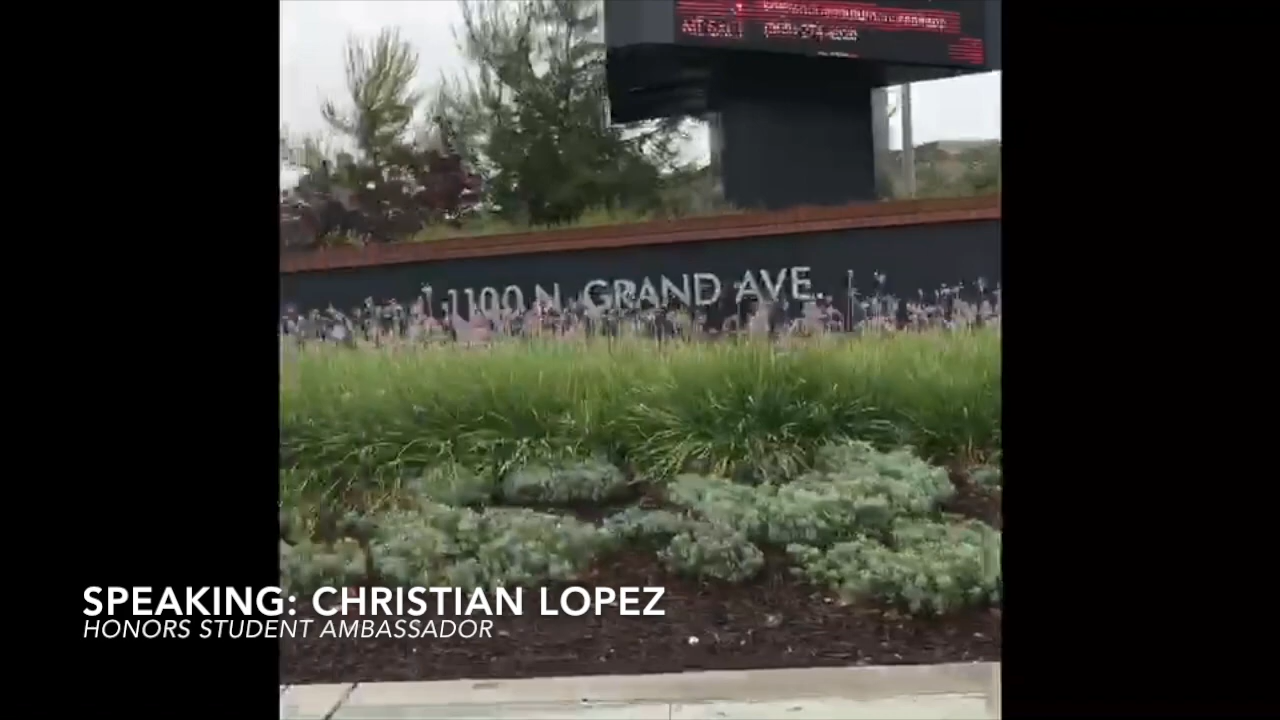 1100 N. GRAND AVE.
SPEAKING: CHRISTIAN LOPEZ
HONORS STUDENT AMBASSADOR